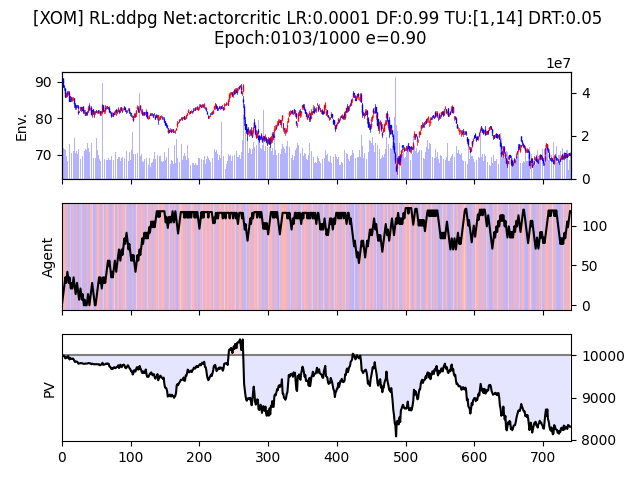 [XOM] RL:ddpg Net:actorcritic LR:0.0001 DF:0.99 TU:[1,14] DRT:0.05
Epoch:0103/1000 e=0.90
1e7
Env.
90
80
70
4
2
0
Agent
100
50
0
PV
10000
9000
8000
0 100 200 300 400 500 600 700